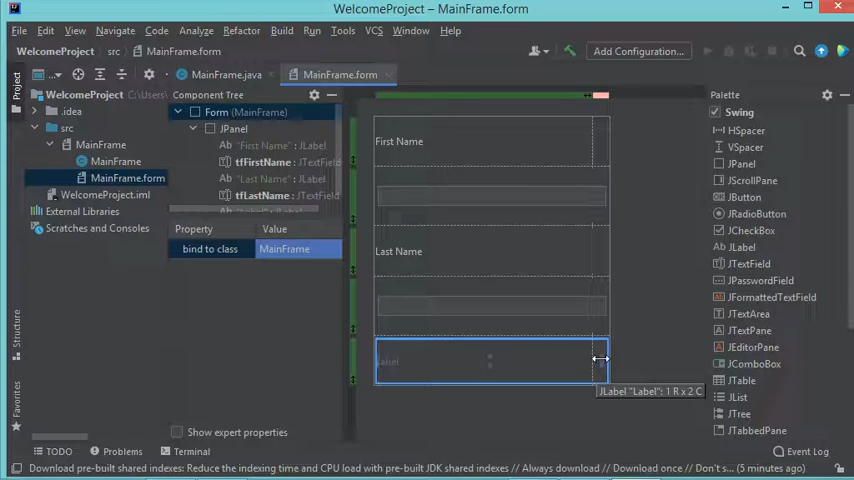 WelcomeProject – MainFrame.form
File Edit View Navigate Code Analyze Refactor Build Run Tools VCS Window Help
WelcomeProject src MainFrame.form Add Configuration...
Project
... MainFrame.java MainFrame.form
WelcomeProject C:\Users\
.idea
src
MainFrame
MainFrame
MainFrame.form
WelcomeProject.iml
External Libraries
Scratches and Consoles
Component Tree
Form (MainFrame)
JPanel
"First Name" : JLabel
tfFirstName : JTextField
"Last Name" : JLabel
tfLastName : JTextField
"Label" : JLabel
Property Value
bind to class MainFrame
Show expert properties
First Name
Last Name
Label
JLabel "Label": 1 R x 2 C
Palette
Swing
HSpacer
VSpacer
JPanel
JScrollPane
JButton
JRadioButton
JCheckBox
JLabel
JTextField
JPasswordField
JFormattedTextField
JTextArea
JTextPane
JEditorPane
JComboBox
JTable
JList
JTree
JTabbedPane
Structure
Favorites
TODO Problems Terminal Event Log
Download pre-built shared indexes: Reduce the indexing time and CPU load with pre-built JDK shared indexes // Always download // Download once // Don't s... (5 minutes ago)